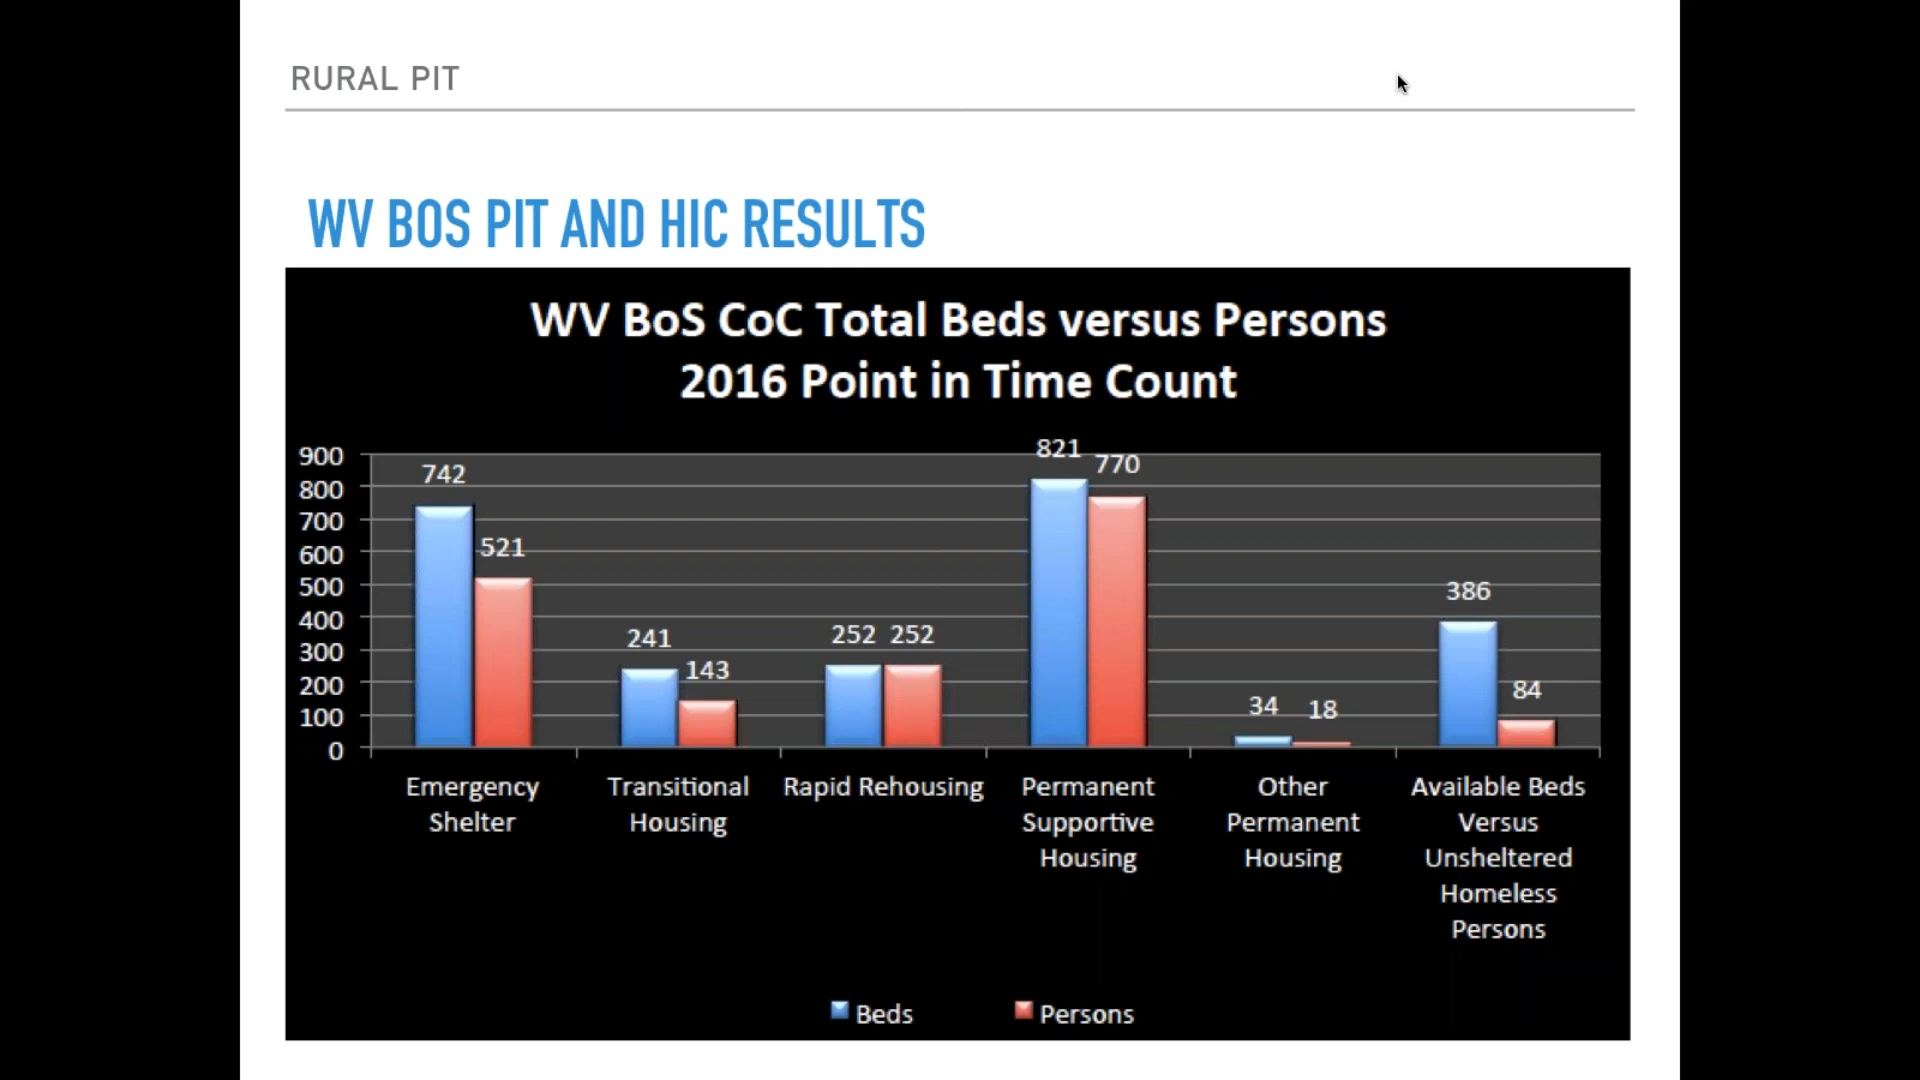 RURAL PIT
WV BOS PIT AND HIC RESULTS
WV BoS CoC Total Beds versus Persons
2016 Point in Time Count
900
800
700
600
500
400
300
200
100
0
742
521
241
143
252
252
821
770
34
18
386
84
Emergency
Shelter
Transitional
Housing
Rapid Rehousing
Permanent
Supportive
Housing
Other
Permanent
Housing
Available Beds
Versus
Unsheltered
Homeless
Persons
Beds
Persons